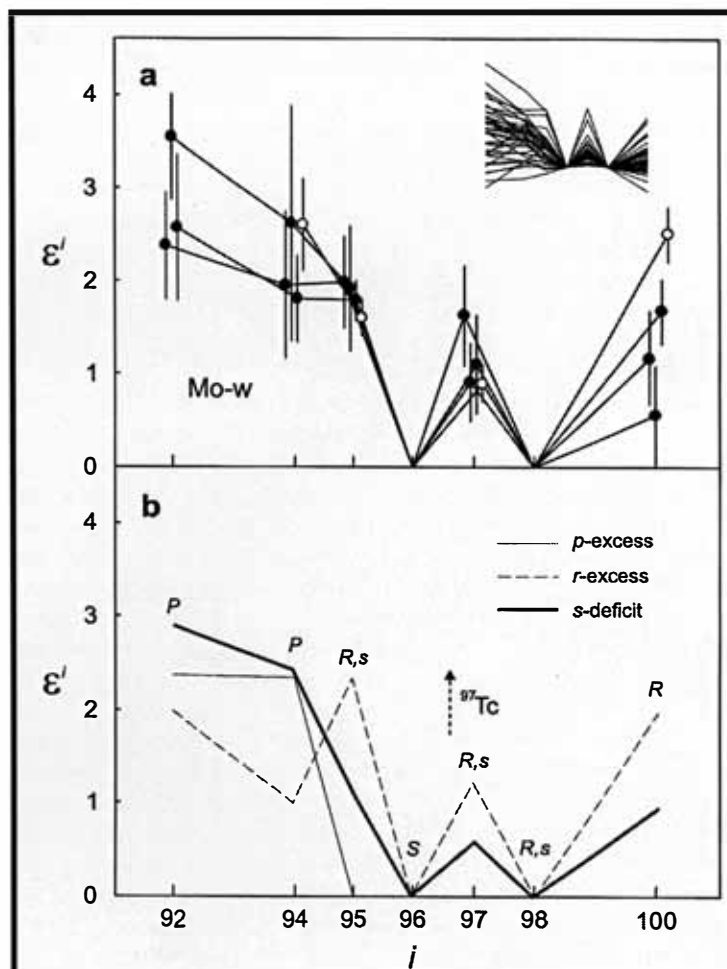 a
4
3
2
1
0
εⁱ
Mo-w
b
4
3
2
1
0
εⁱ
p-excess
r-excess
s-deficit
P
P
R,s
⁹⁷Tc
R
R,s
S
R,s
92 94 95 96 97 98 100
i